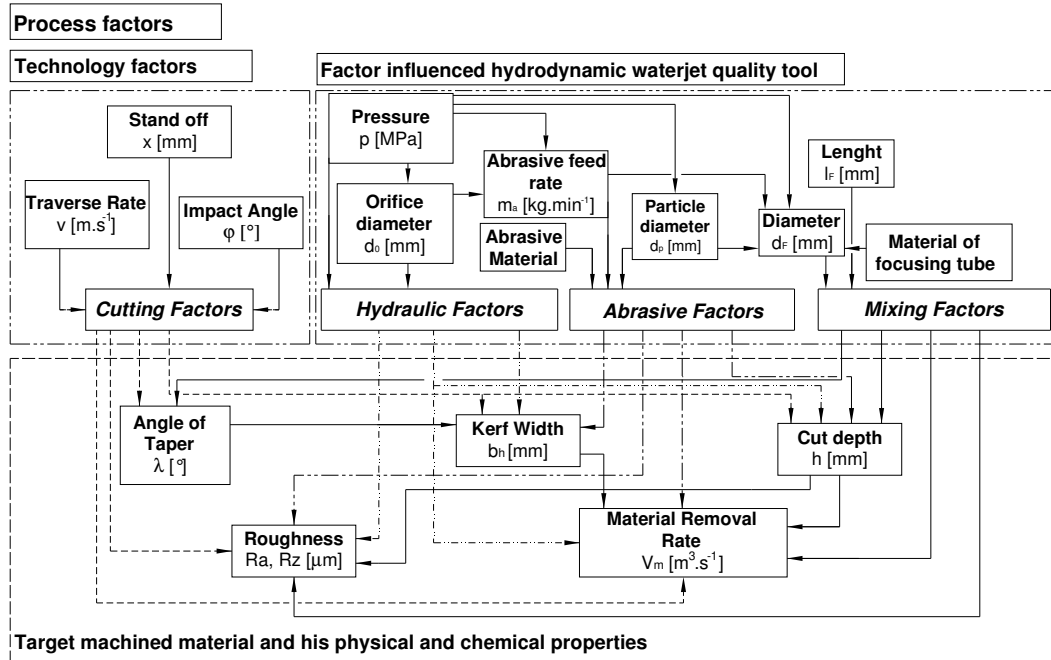 Process factors
Technology factors
Factor influenced hydrodynamic waterjet quality tool
Stand off
x [mm]
Pressure
p [MPa]
Abrasive feed
rate
mₐ [kg.min⁻¹]
Lenght
l_F [mm]
Traverse Rate
v [m.s⁻¹]
Impact Angle
φ [°]
Orifice
diameter
d₀ [mm]
Particle
diameter
dₚ [mm]
Diameter
d_F [mm]
Abrasive
Material
Material of
focusing tube
Cutting Factors
Hydraulic Factors
Abrasive Factors
Mixing Factors
Angle of
Taper
λ [°]
Kerf Width
bₕ [mm]
Cut depth
h [mm]
Roughness
Ra, Rz [µm]
Material Removal
Rate
Vₘ [m³.s⁻¹]
Target machined material and his physical and chemical properties